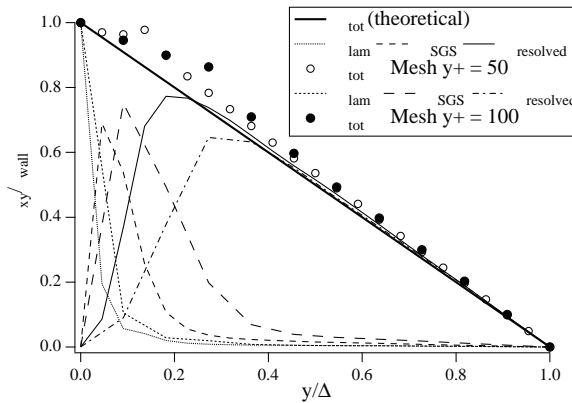 tot (theoretical)
lam SGS resolved
tot Mesh y+ = 50
lam SGS resolved
tot Mesh y+ = 100
1.0
0.8
0.6
0.4
0.2
0.0
xy/ wall
0.0 0.2 0.4 0.6 0.8 1.0
y/Δ